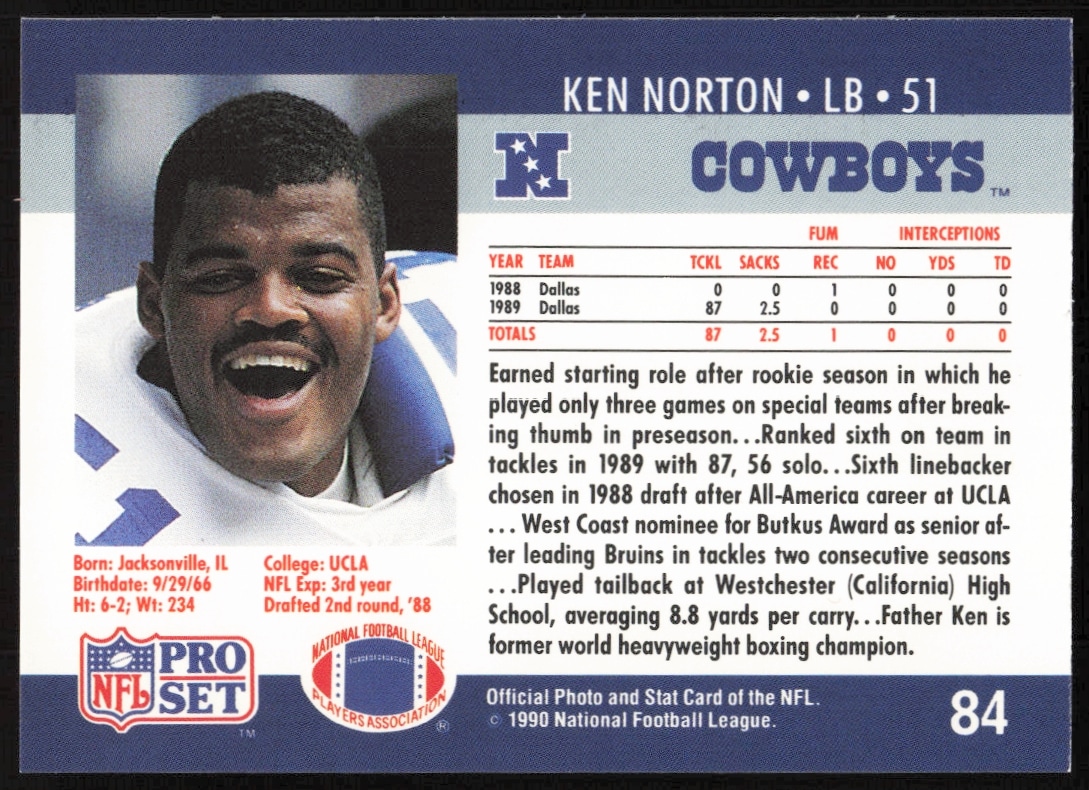 KEN NORTON • LB • 51
N
COWBOYS™
FUM INTERCEPTIONS
YEAR TEAM TCKL SACKS REC NO YDS TD
1988 Dallas 0 0 1 0 0 0
1989 Dallas 87 2.5 0 0 0 0
TOTALS 87 2.5 1 0 0 0
Earned starting role after rookie season in which he
played only three games on special teams after break-
ing thumb in preseason...Ranked sixth on team in
tackles in 1989 with 87, 56 solo...Sixth linebacker
chosen in 1988 draft after All-America career at UCLA
... West Coast nominee for Butkus Award as senior af-
ter leading Bruins in tackles two consecutive seasons
...Played tailback at Westchester (California) High
School, averaging 8.8 yards per carry...Father Ken is
former world heavyweight boxing champion.
Born: Jacksonville, IL
Birthdate: 9/29/66
Ht: 6-2; Wt: 234
College: UCLA
NFL Exp: 3rd year
Drafted 2nd round, '88
NFL PRO
SET™
NATIONAL FOOTBALL LEAGUE
PLAYERS ASSOCIATION ®
Official Photo and Stat Card of the NFL.
© 1990 National Football League.
84